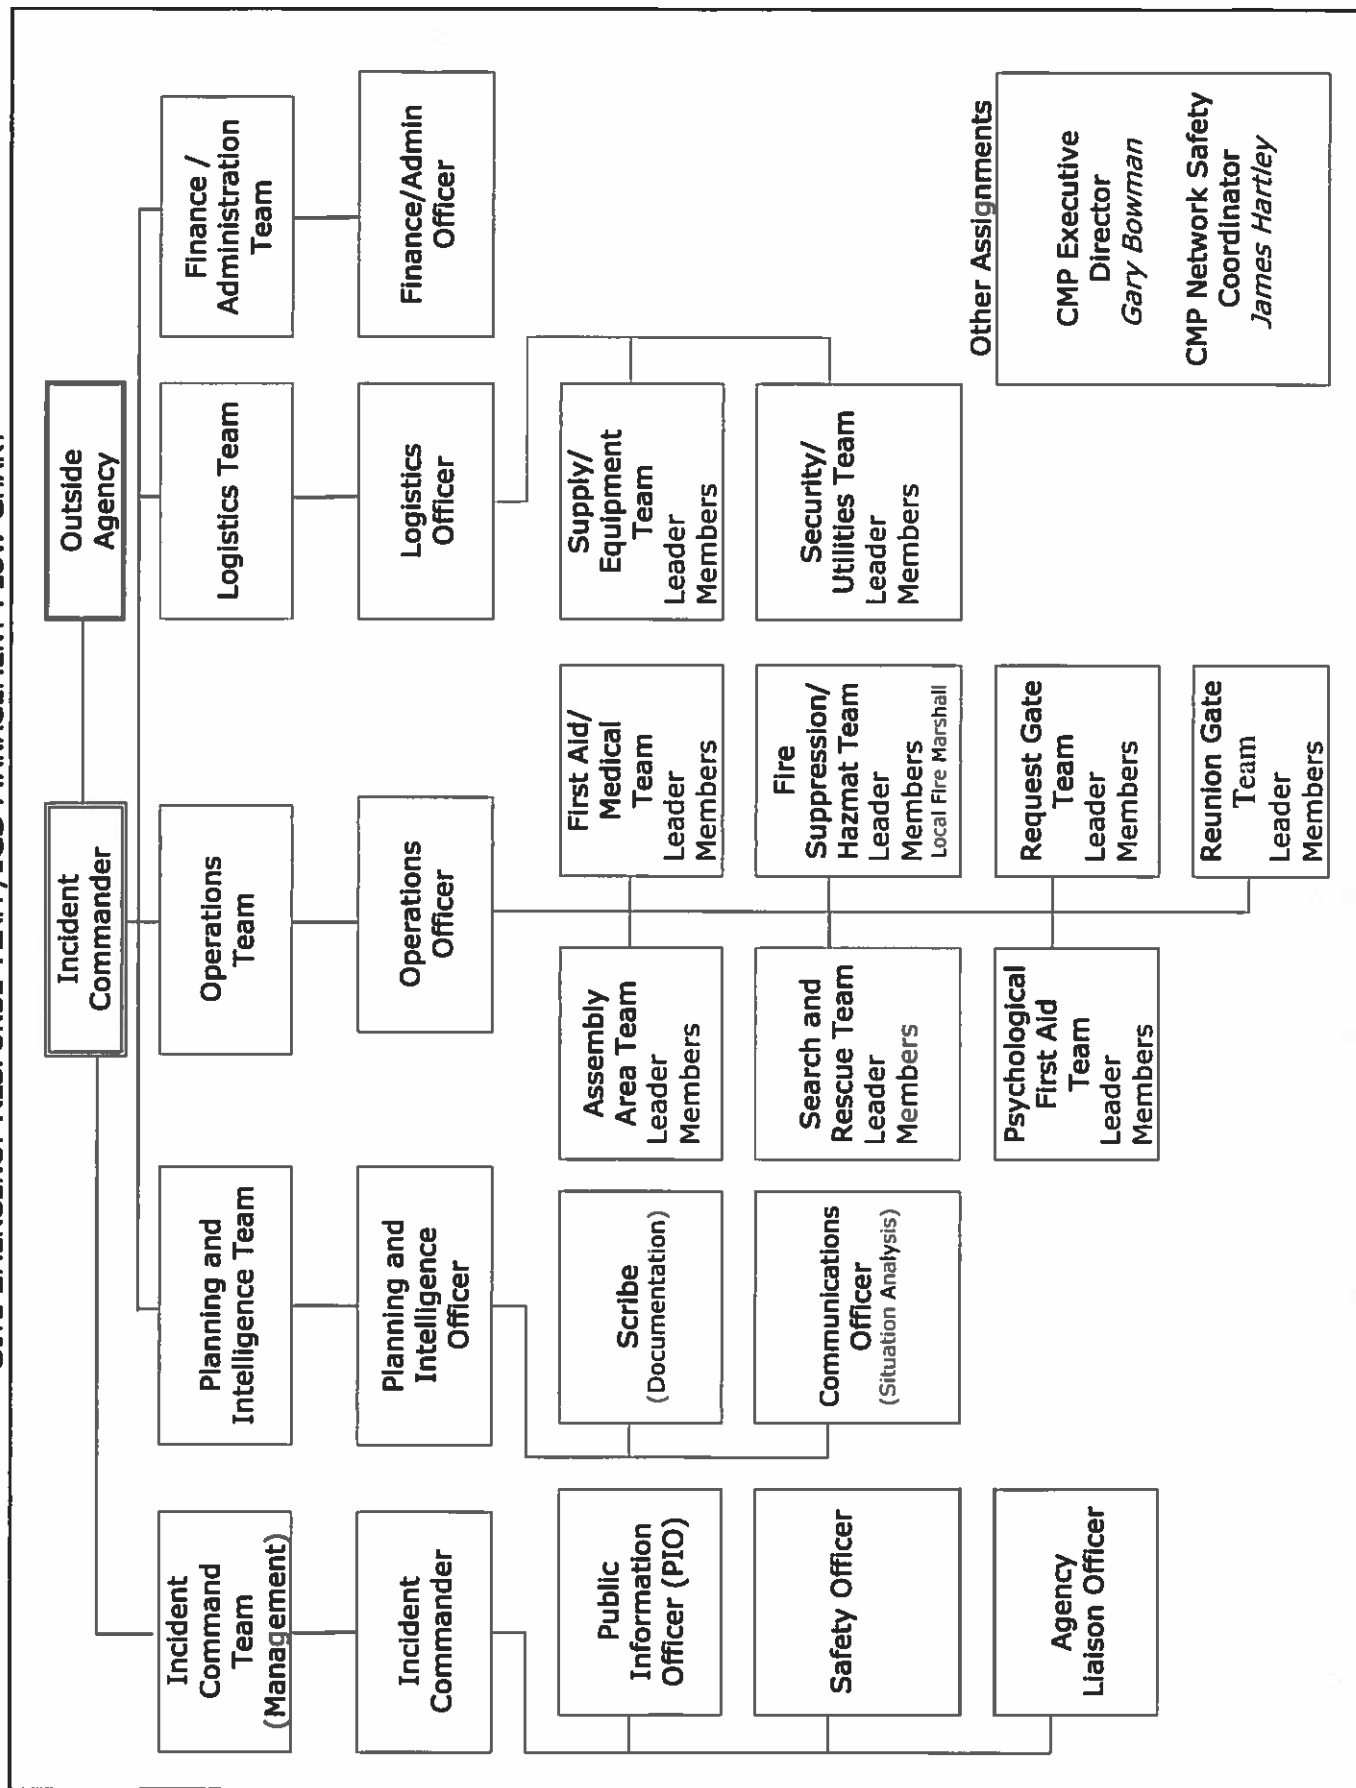 Incident
Commander
Outside
Agency
Incident
Command
Team
(Management)
Planning and
Intelligence Team
Operations
Team
Logistics Team
Finance /
Administration
Team
Incident
Commander
Planning and
Intelligence
Officer
Operations
Officer
Logistics
Officer
Finance/Admin
Officer
Public
Information
Officer (PIO)
Scribe
(Documentation)
Assembly
Area Team
Leader
Members
First Aid/
Medical
Team
Leader
Members
Supply/
Equipment
Team
Leader
Members
Safety Officer
Communications
Officer
(Situation Analysis)
Search and
Rescue Team
Leader
Members
Fire
Suppression/
Hazmat Team
Leader
Members
Local Fire Marshall
Security/
Utilities Team
Leader
Members
Agency
Liaison Officer
Psychological
First Aid
Team
Leader
Members
Request Gate
Team
Leader
Members
Reunion Gate
Team
Leader
Members
Other Assignments
CMP Executive
Director
Gary Bowman
CMP Network Safety
Coordinator
James Hartley